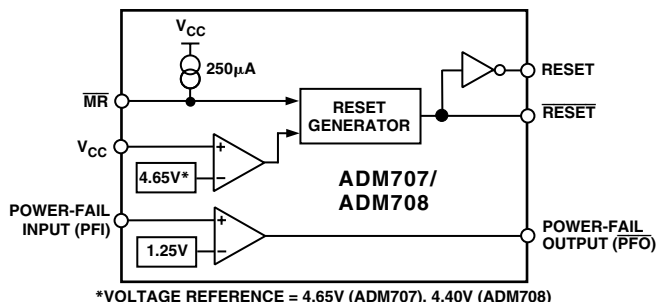 VCC
250μA
MR
RESET
RESET
GENERATOR
RESET
VCC
4.65V*
+
−
ADM707/
ADM708
POWER-FAIL
INPUT (PFI)
+
−
1.25V
POWER-FAIL
OUTPUT (PFO)
*VOLTAGE REFERENCE = 4.65V (ADM707), 4.40V (ADM708)